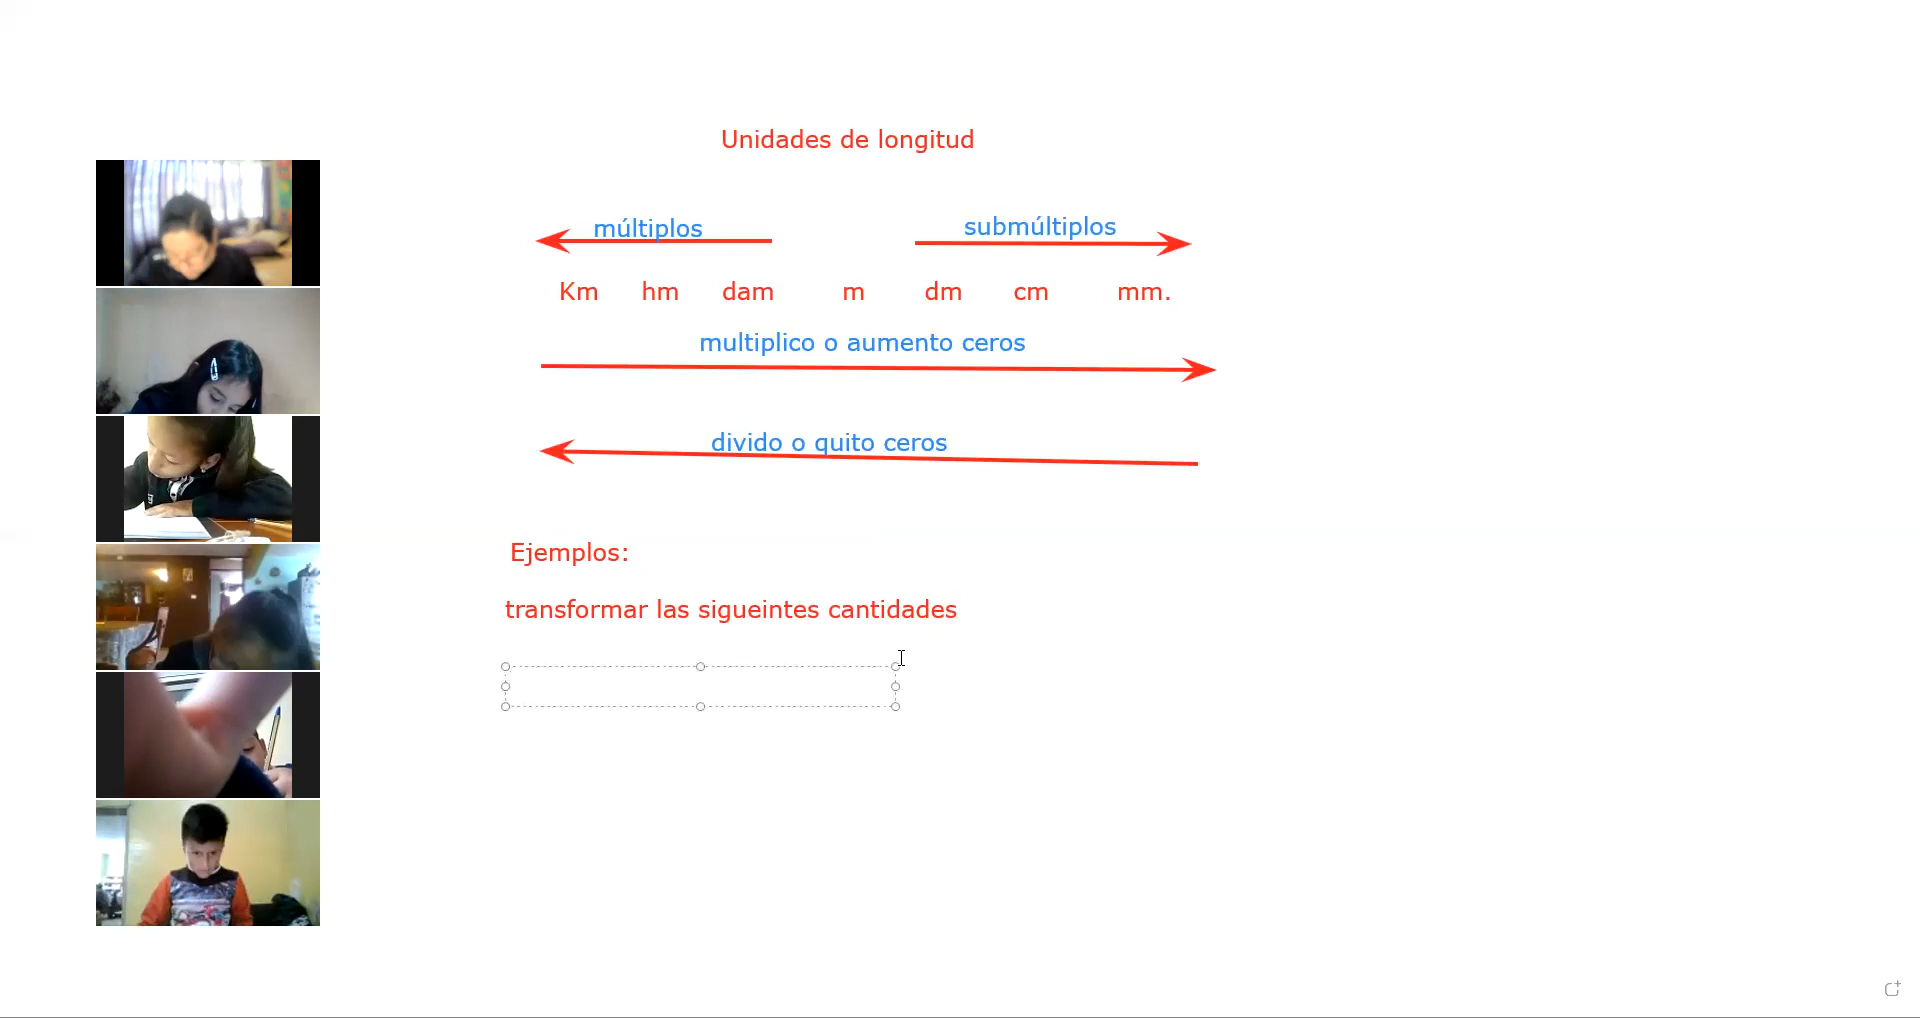 Unidades de longitud
múltiplos submúltiplos
Km hm dam m dm cm mm.
multiplico o aumento ceros
divido o quito ceros
Ejemplos:
transformar las sigueintes cantidades